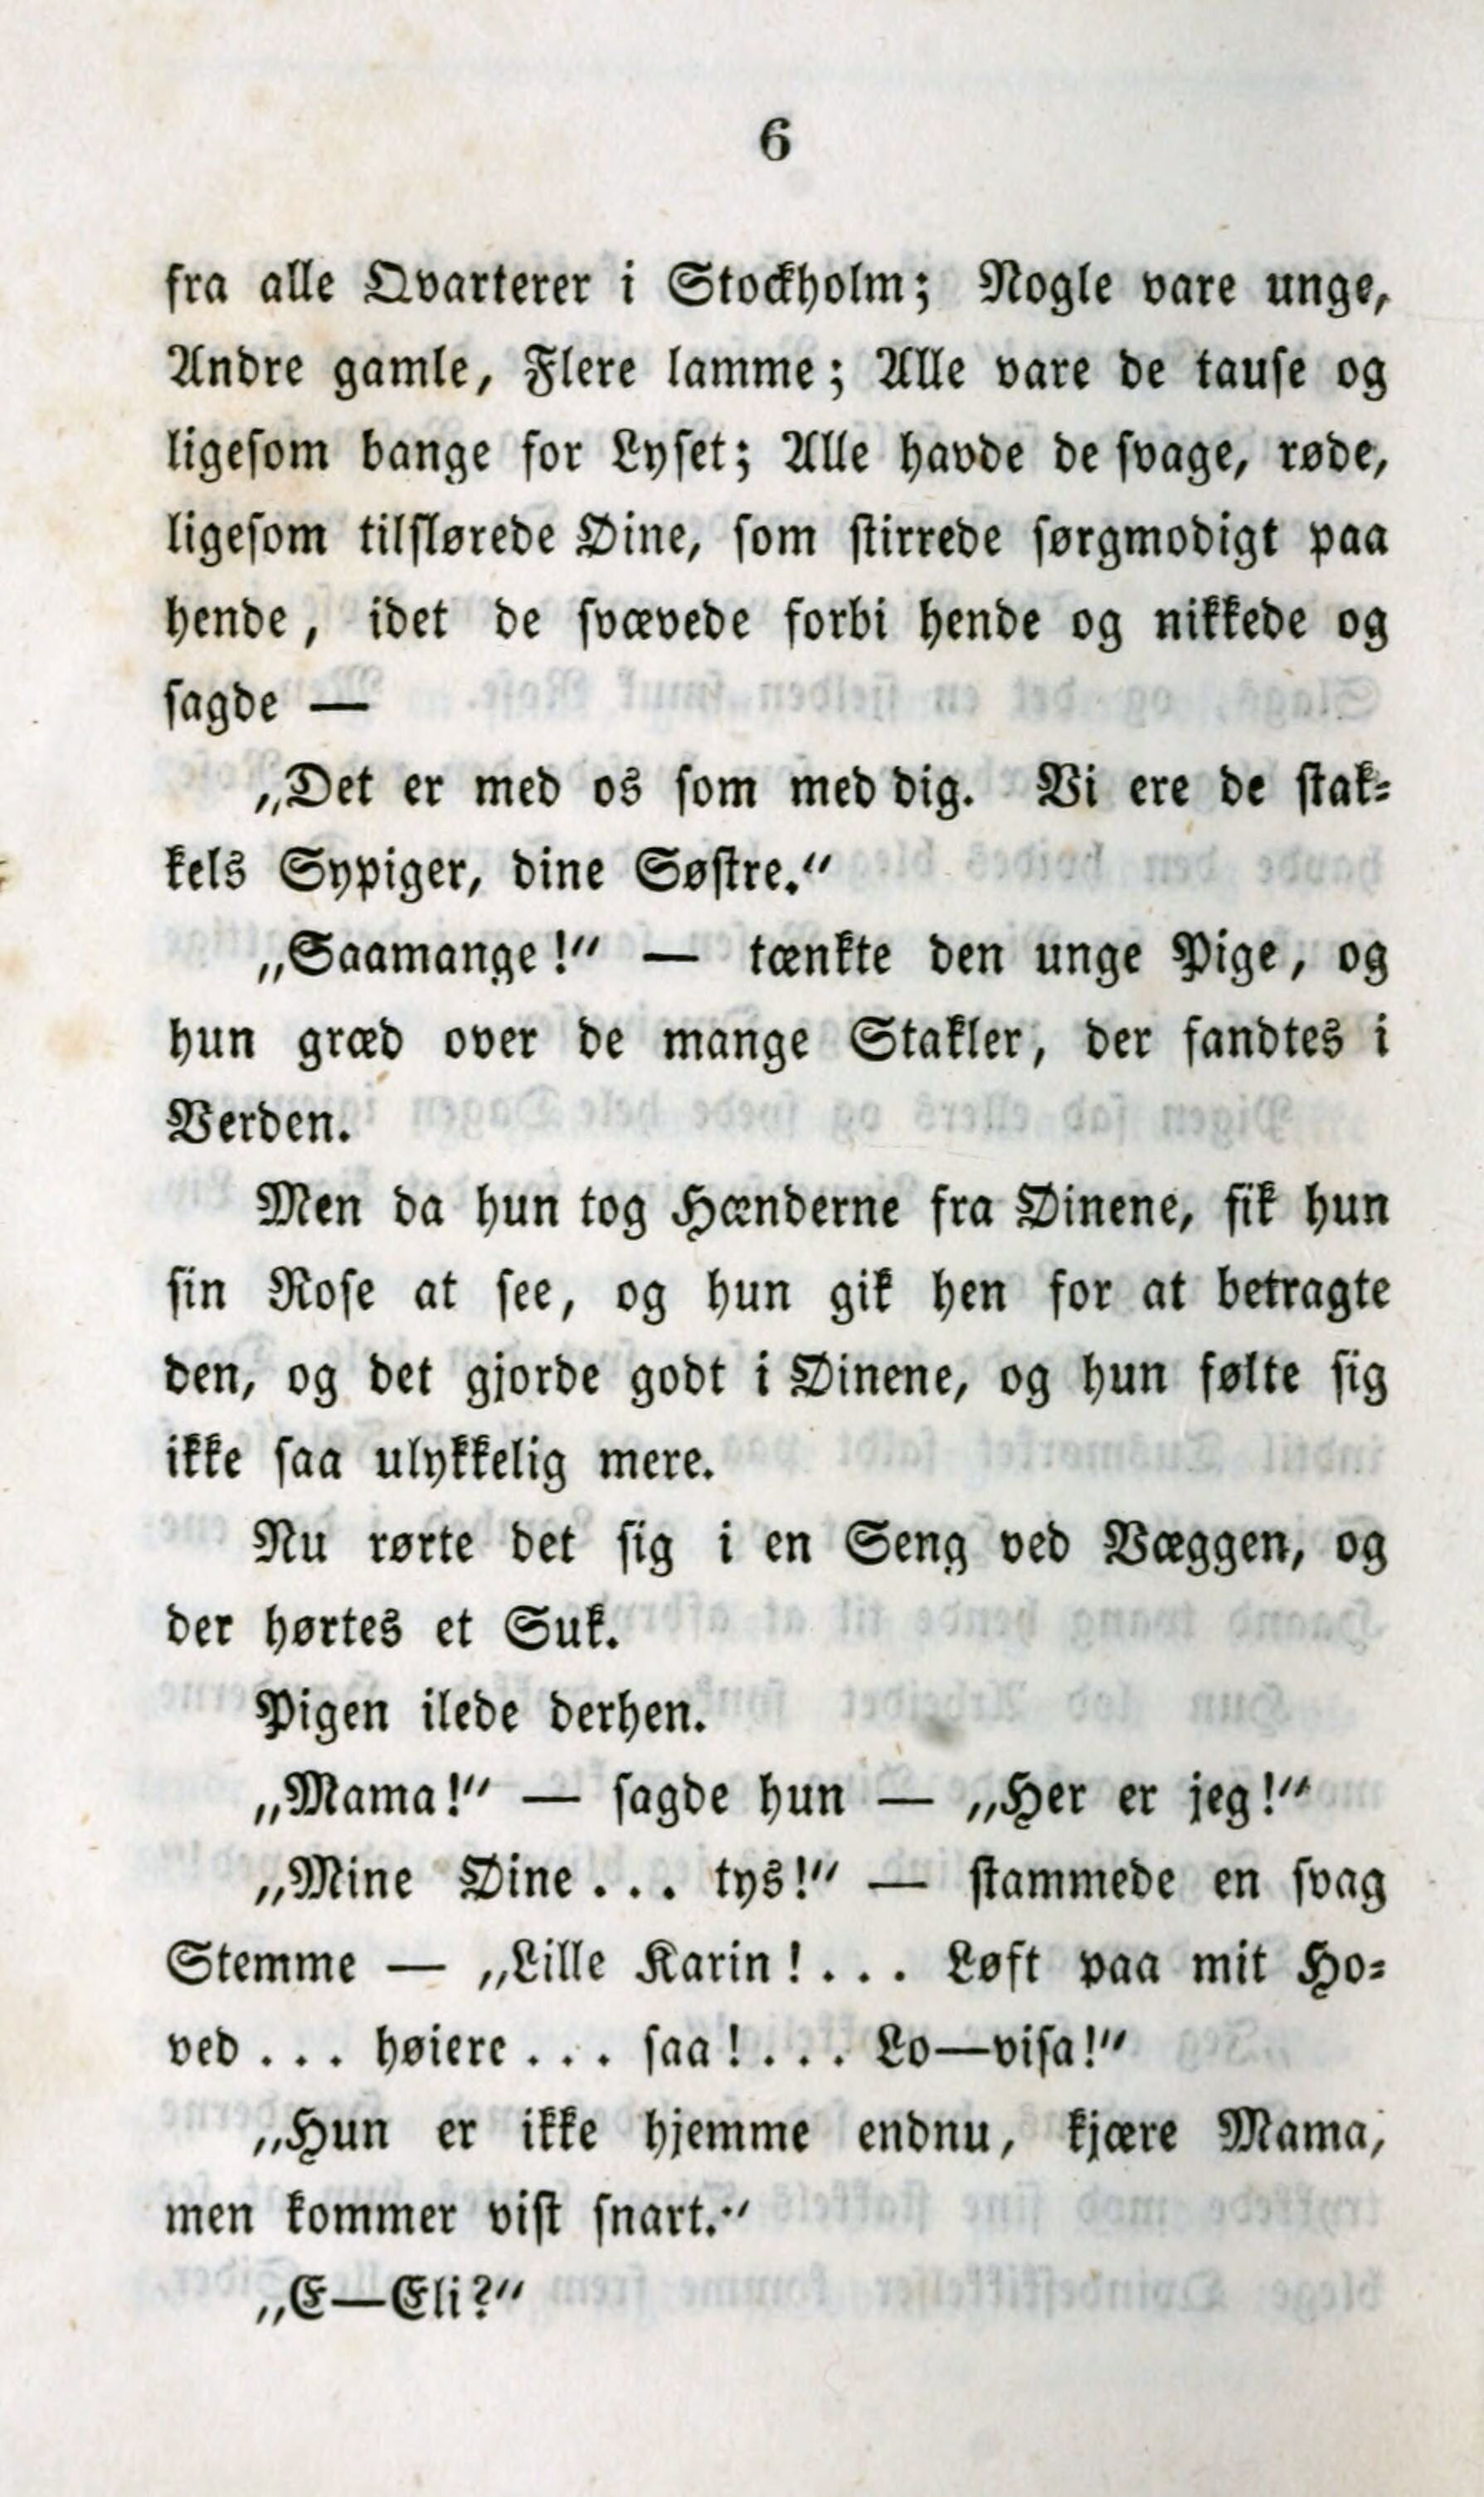 6
fra alle Qvarterer i Stockholm; Nogle vare unge,
Andre gamle, Flere lamme; Alle vare de tause og
ligesom bange for Lyset; Alle havde de svage, røde,
ligesom tilslørede Øine, som stirrede sørgmodigt paa
hende, idet de svævede forbi hende og nikkede og
sagde —
„Det er med os som med dig. Vi ere de stak-
kels Sypiger, dine Søstre.“
„Saamange!“ — tænkte den unge Pige, og
hun græd over de mange Stakler, der fandtes i
Verden.
Men da hun tog Hænderne fra Øinene, fik hun
sin Rose at see, og hun gik hen for at betragte
den, og det gjorde godt i Øinene, og hun følte sig
ikke saa ulykkelig mere.
Nu rørte det sig i en Seng ved Væggen, og
der hørtes et Suk.
Pigen ilede derhen.
„Mama!“ — sagde hun — „Her er jeg!“
„Mine Øine... tys!“ — stammede en svag
Stemme — „Lille Karin!... Løft paa mit Ho-
ved... høiere... saa!... Lo—visa!“
„Hun er ikke hjemme endnu, kjære Mama,
men kommer vist snart.“
„E—Eli?“